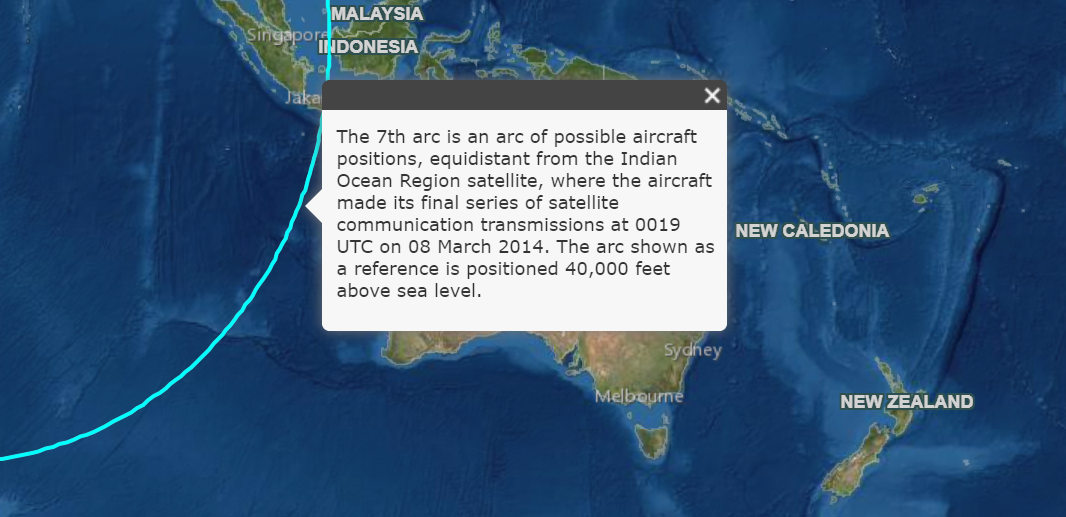 MALAYSIA
Singapore
INDONESIA
Jaka
The 7th arc is an arc of possible aircraft
positions, equidistant from the Indian
Ocean Region satellite, where the aircraft
made its final series of satellite
communication transmissions at 0019
UTC on 08 March 2014. The arc shown as
a reference is positioned 40,000 feet
above sea level.
NEW CALEDONIA
Sydney
Melbourne
NEW ZEALAND